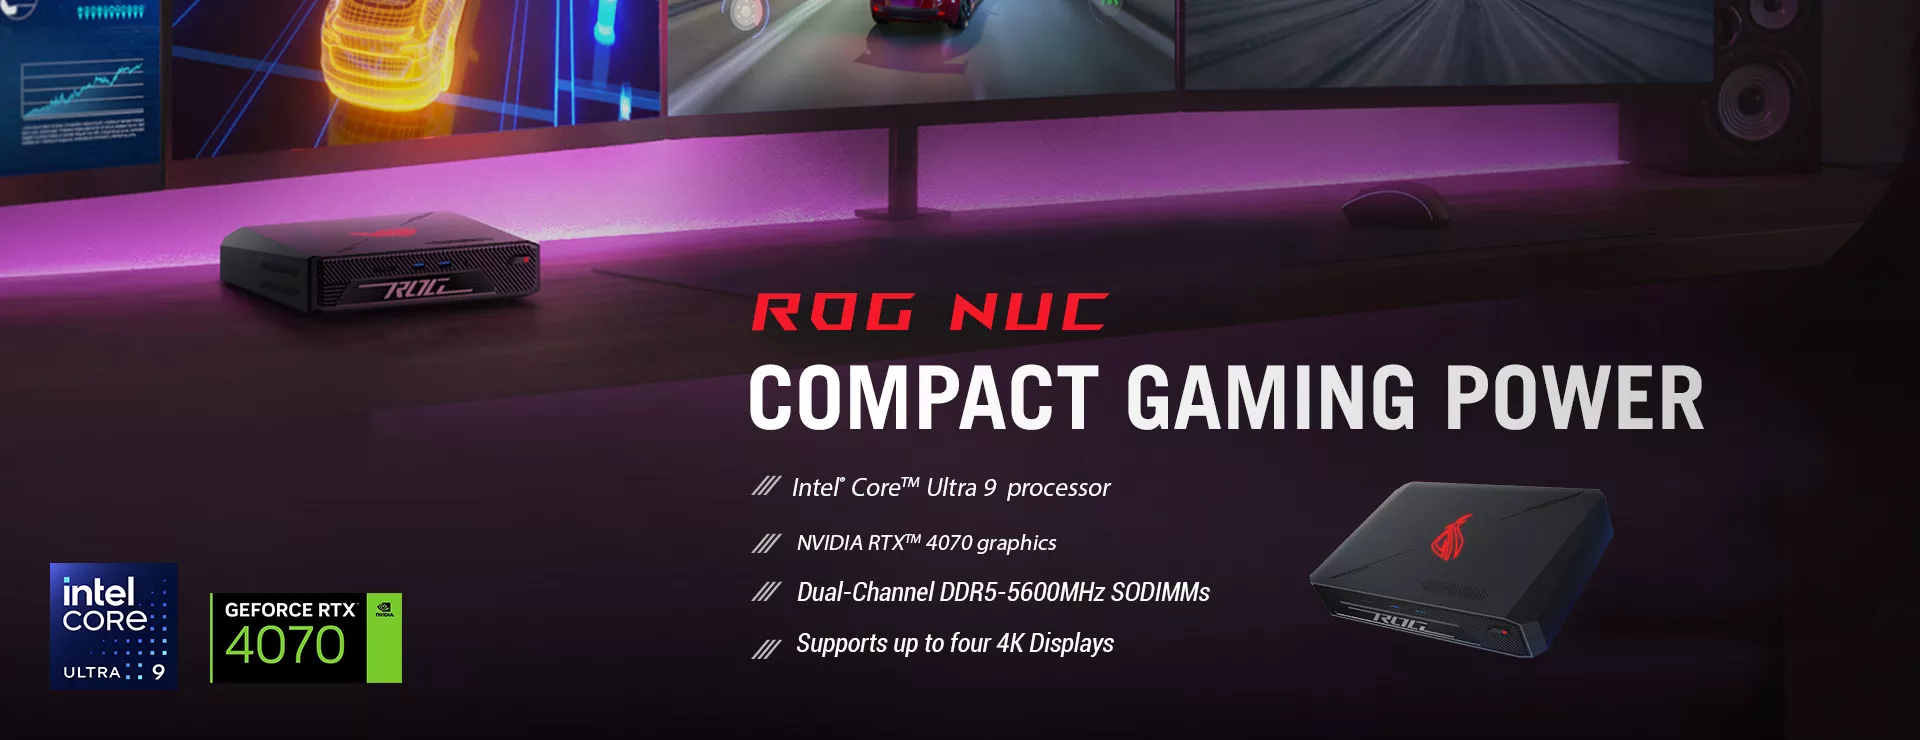 ROG
ROG NUC
COMPACT GAMING POWER
Intel® Core™ Ultra 9 processor
NVIDIA RTX™ 4070 graphics
Dual-Channel DDR5-5600MHz SODIMMs
Supports up to four 4K Displays
ROG
intel
CORE
ULTRA 9
GEFORCE RTX™
4070
NVIDIA.